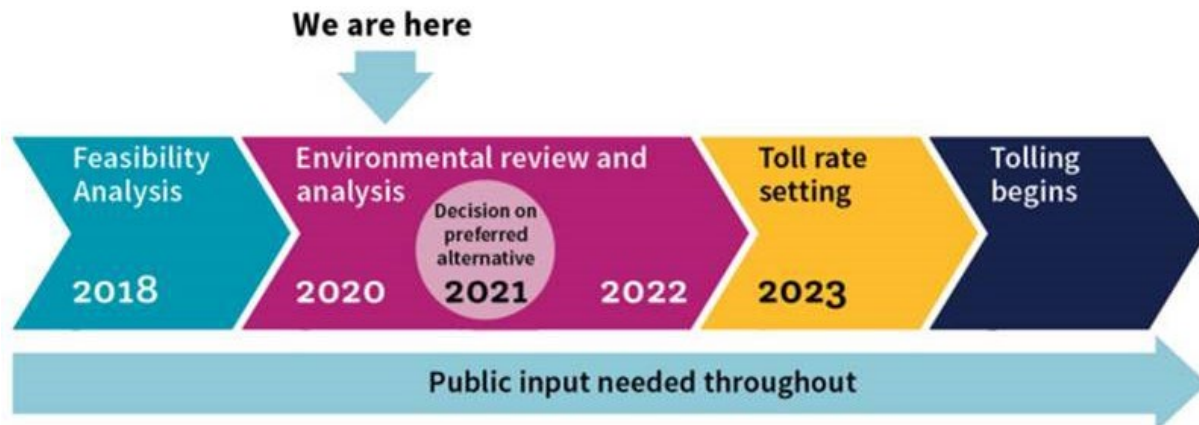 We are here
Feasibility
Analysis
2018
Environmental review and
analysis
Decision on
preferred
alternative
2020
2021
2022
Toll rate
setting
2023
Tolling
begins
Public input needed throughout